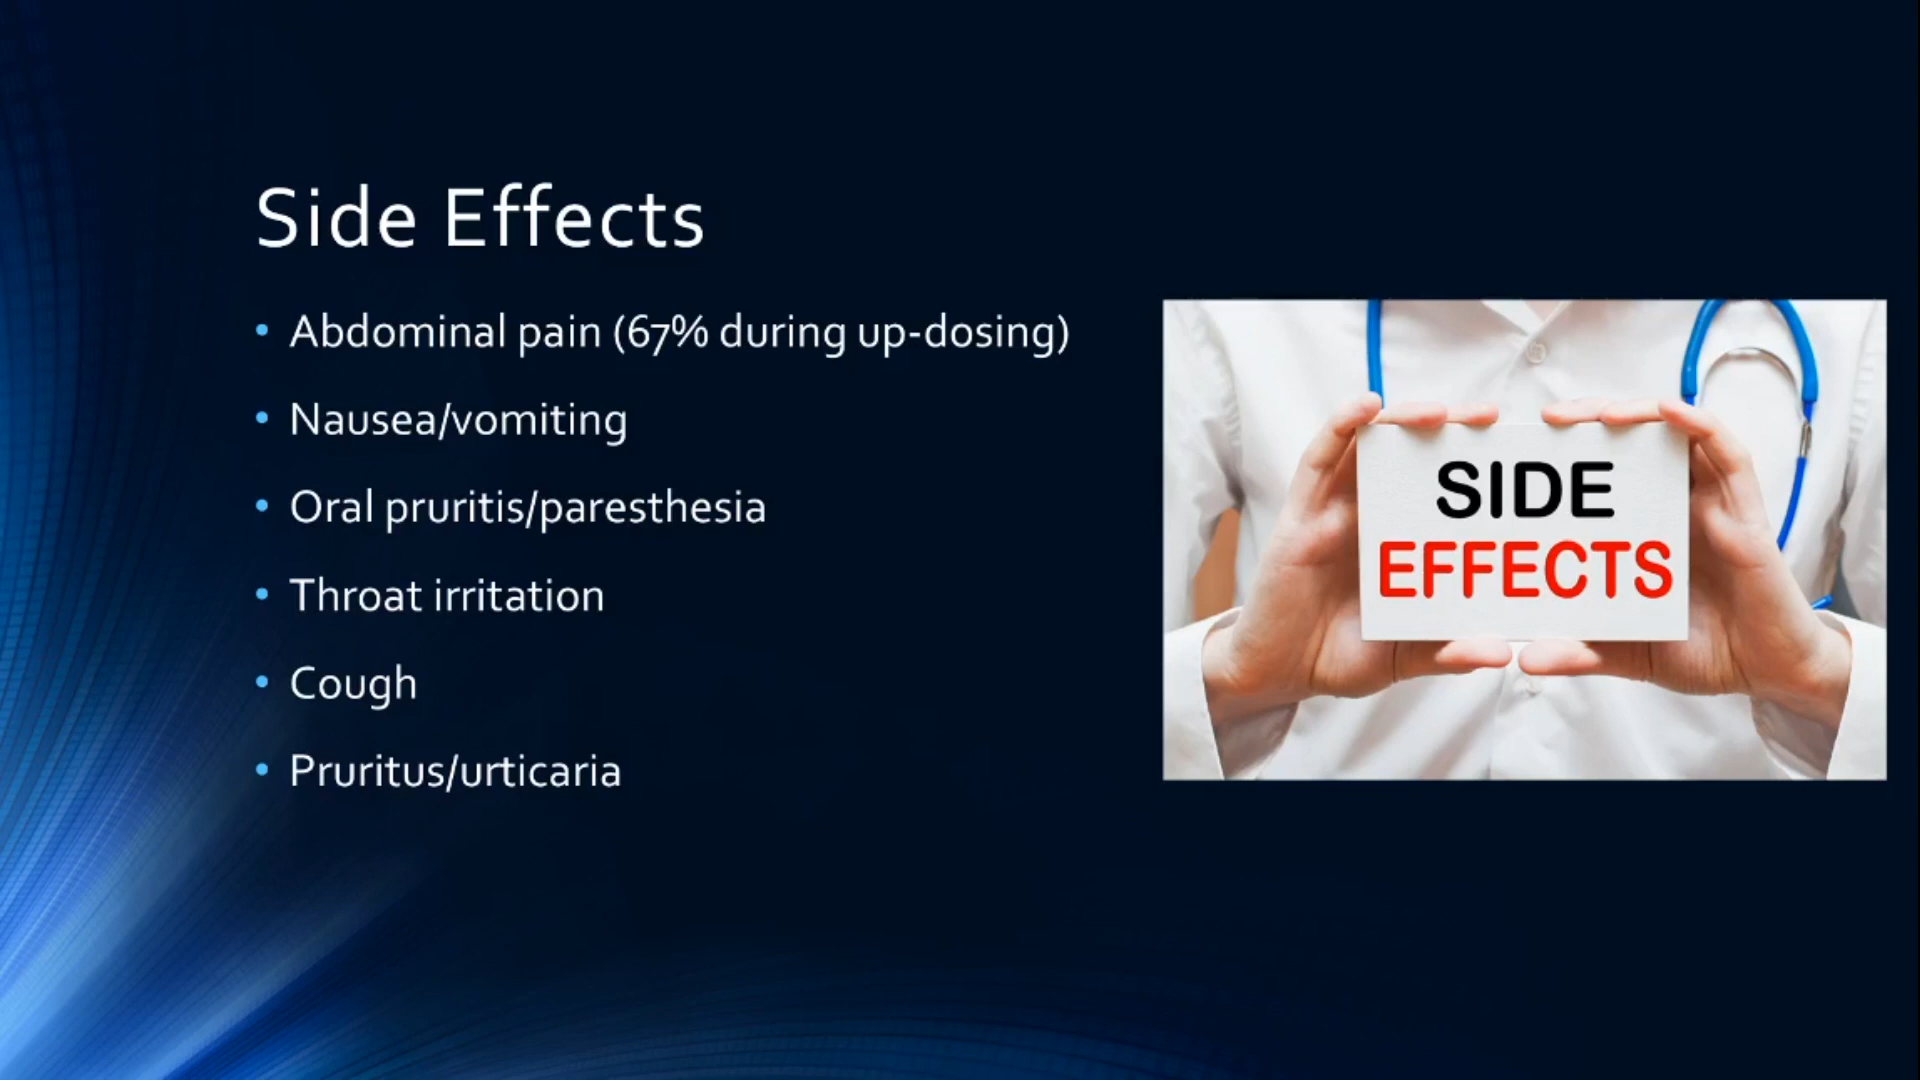 Side Effects
• Abdominal pain (67% during up-dosing)
• Nausea/vomiting
• Oral pruritis/paresthesia
• Throat irritation
• Cough
• Pruritus/urticaria
SIDE
EFFECTS